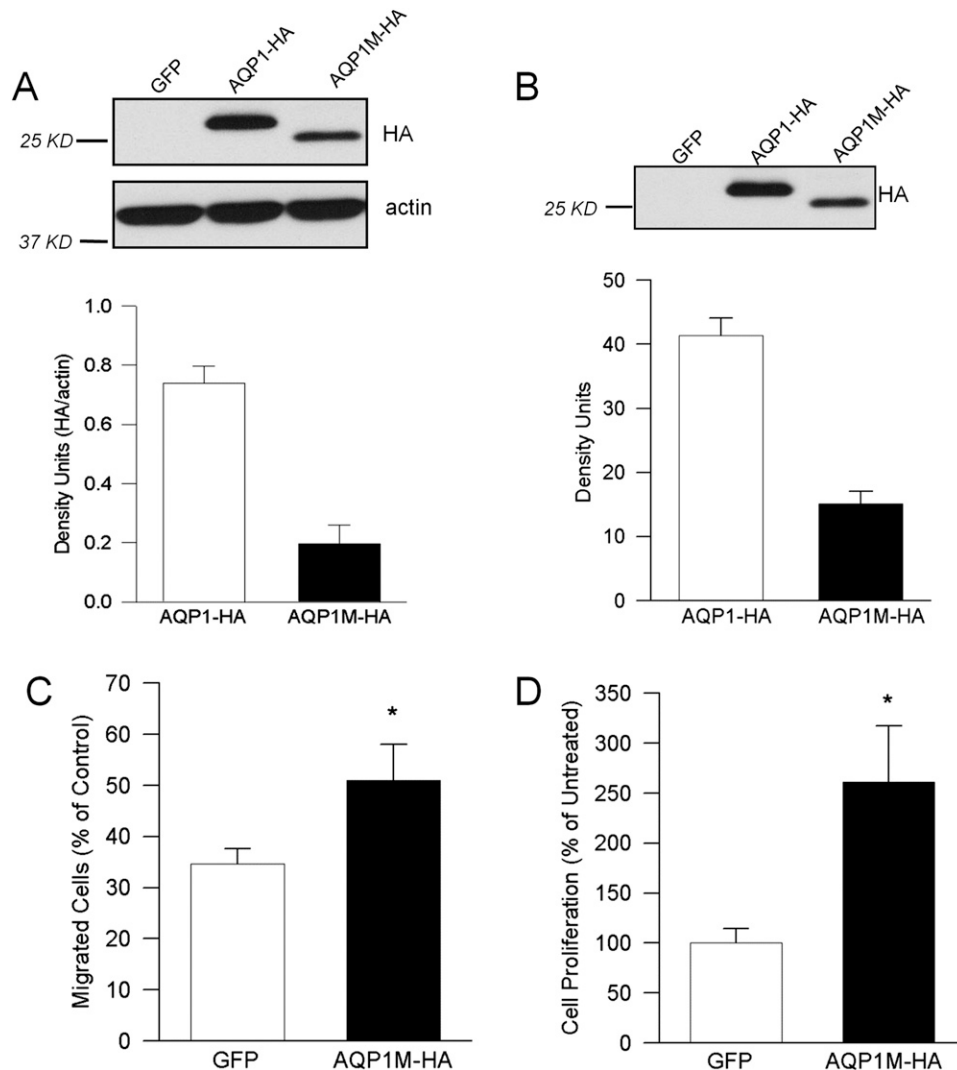 A
GFP
AQP1-HA
AQP1M-HA
25 KD
HA
actin
37 KD
Density Units (HA/actin)
1.0
0.8
0.6
0.4
0.2
0.0
AQP1-HA
AQP1M-HA
B
GFP
AQP1-HA
AQP1M-HA
25 KD
HA
Density Units
50
40
30
20
10
0
AQP1-HA
AQP1M-HA
C
Migrated Cells (% of Control)
70
60
50
40
30
20
10
0
*
GFP
AQP1M-HA
D
Cell Proliferation (% of Untreated)
350
300
250
200
150
100
50
0
*
GFP
AQP1M-HA